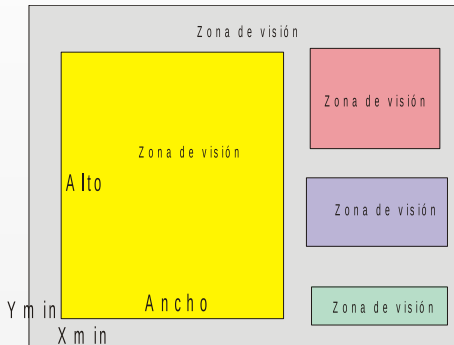 Zona de visión
Zona de visión
Zona de visión
Alto
Zona de visión
Ancho
Ymin
Zona de visión
Xmin